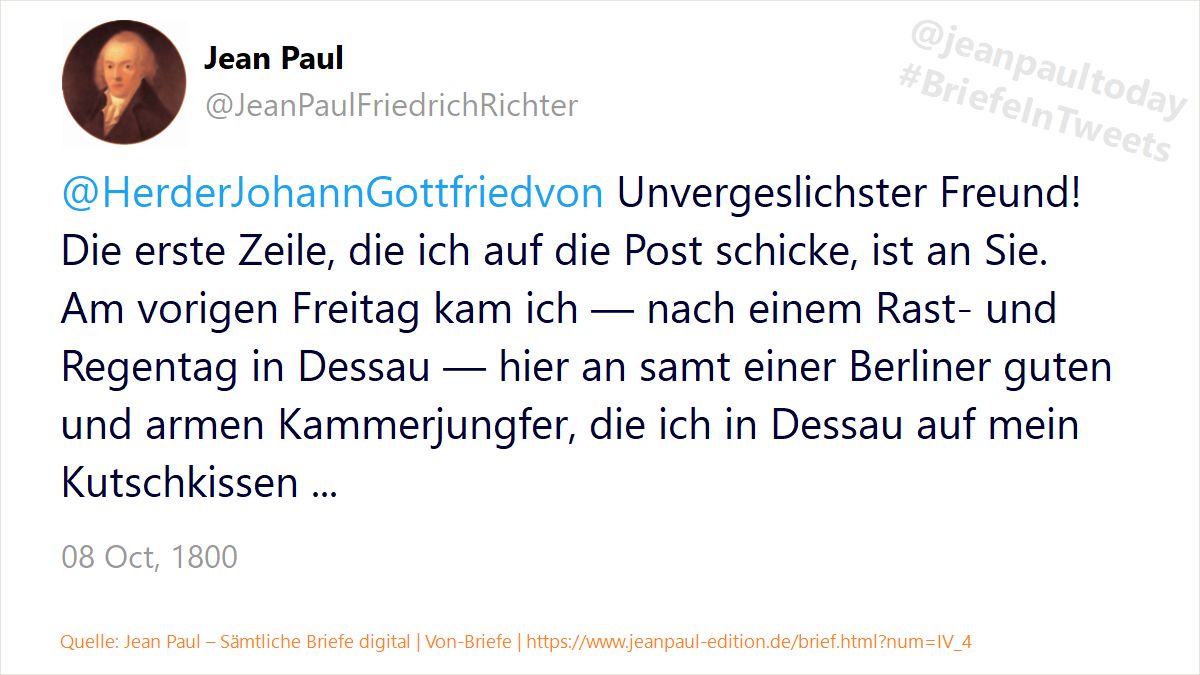 Jean Paul
@JeanPaulFriedrichRichter
@jeanpaultoday
#BriefeInTweets
@HerderJohannGottfriedvon Unvergeslichster Freund!
Die erste Zeile, die ich auf die Post schicke, ist an Sie.
Am vorigen Freitag kam ich — nach einem Rast- und
Regentag in Dessau — hier an samt einer Berliner guten
und armen Kammerjungfer, die ich in Dessau auf mein
Kutschkissen ...
08 Oct, 1800
Quelle: Jean Paul – Sämtliche Briefe digital | Von-Briefe | https://www.jeanpaul-edition.de/brief.html?num=IV_4